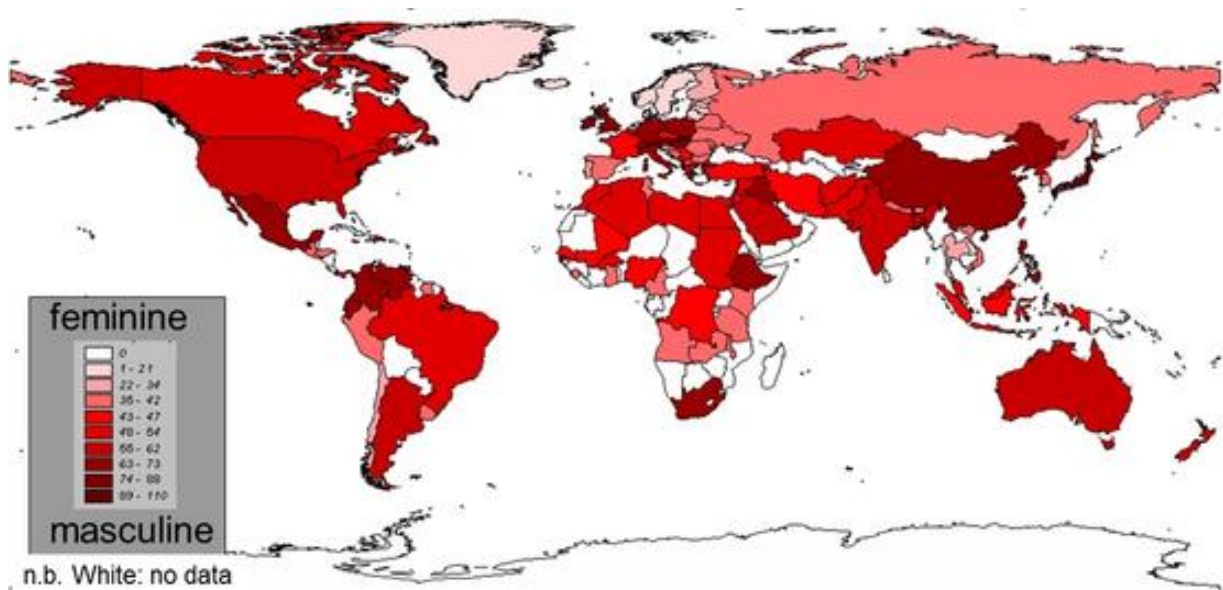 feminine
0
1 - 21
22 - 34
35 - 42
43 - 47
48 - 54
55 - 62
63 - 73
74 - 88
89 - 110
masculine
n.b. White: no data